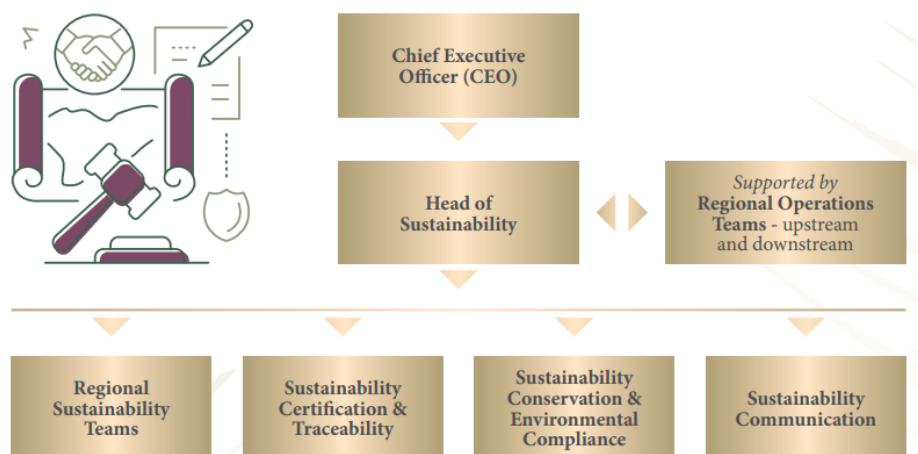 Chief Executive
Officer (CEO)
Head of
Sustainability
Supported by
Regional Operations
Teams - upstream
and downstream
Regional
Sustainability
Teams
Sustainability
Certification &
Traceability
Sustainability
Conservation &
Environmental
Compliance
Sustainability
Communication